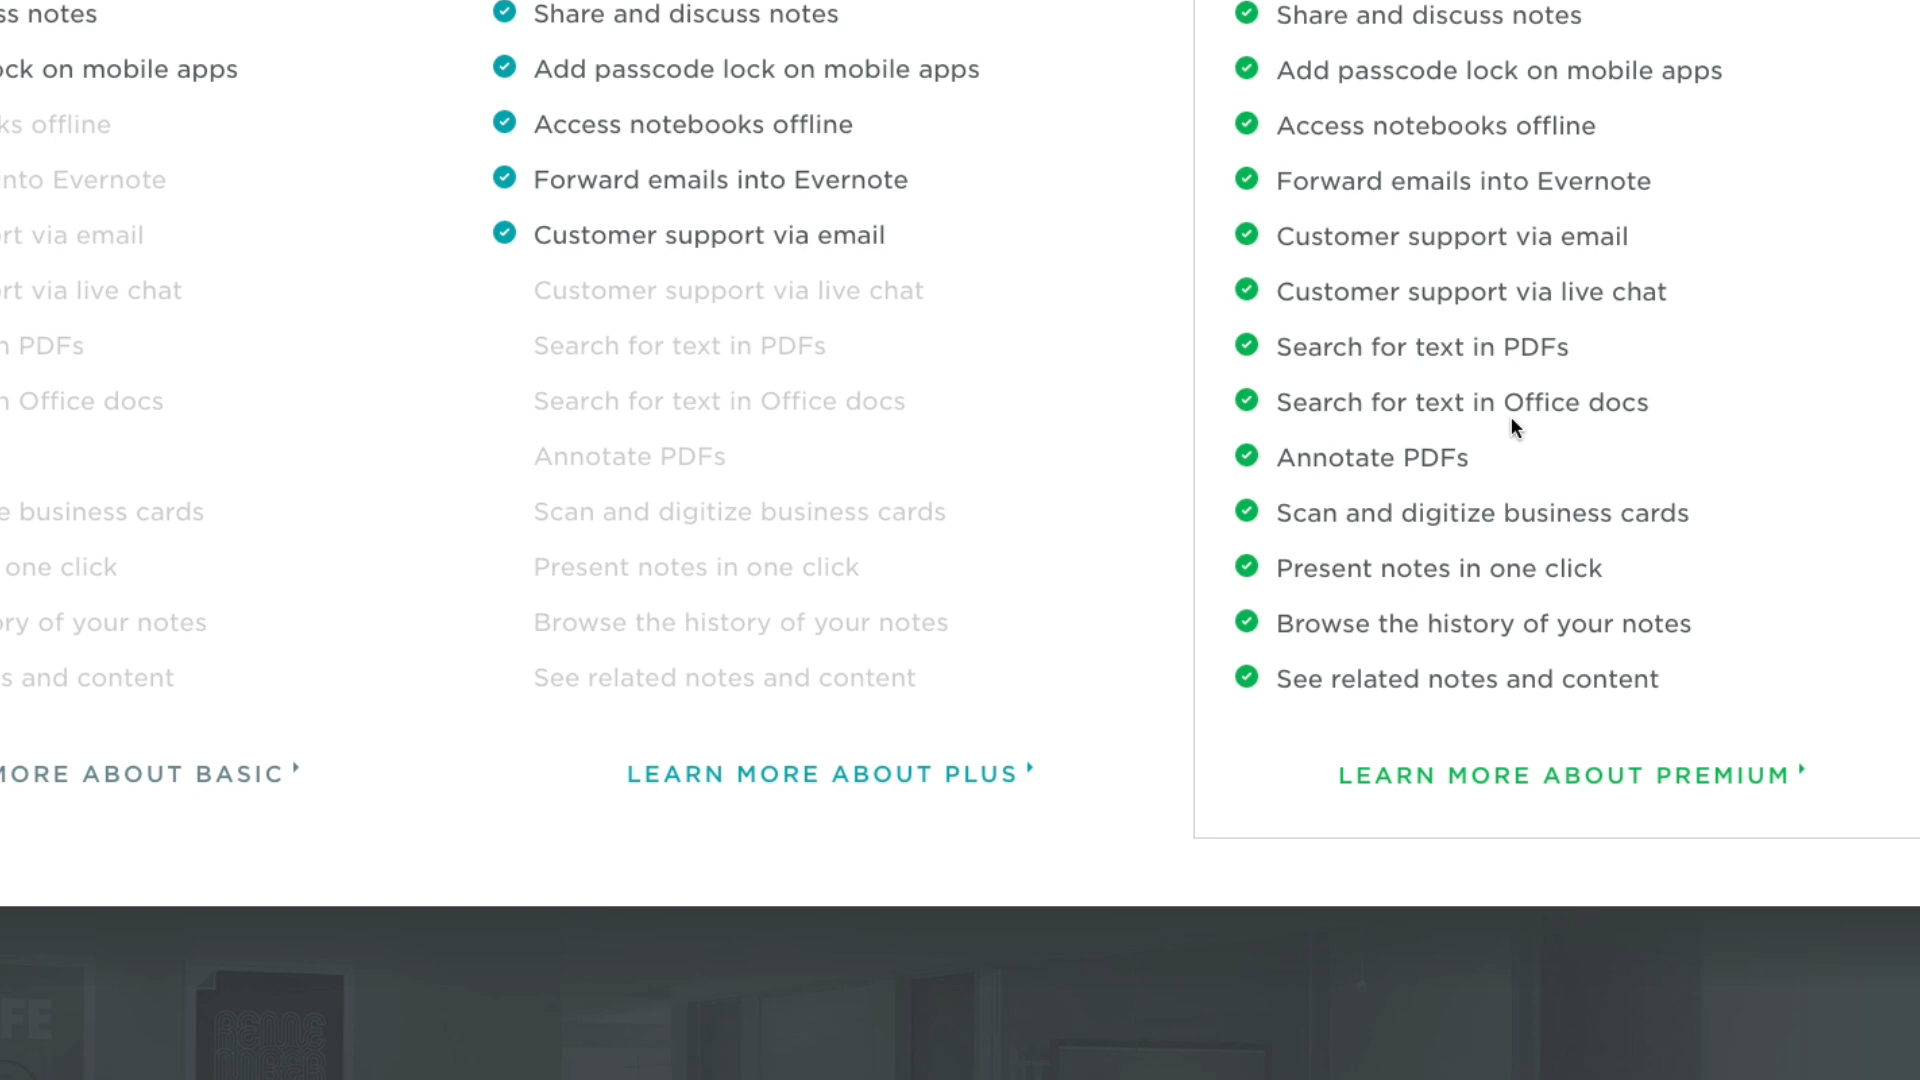 ss notes
ock on mobile apps
ks offline
into Evernote
rt via email
rt via live chat
n PDFs
n Office docs
e business cards
one click
ory of your notes
s and content
MORE ABOUT BASIC
Share and discuss notes
Add passcode lock on mobile apps
Access notebooks offline
Forward emails into Evernote
Customer support via email
Customer support via live chat
Search for text in PDFs
Search for text in Office docs
Annotate PDFs
Scan and digitize business cards
Present notes in one click
Browse the history of your notes
See related notes and content
LEARN MORE ABOUT PLUS
Share and discuss notes
Add passcode lock on mobile apps
Access notebooks offline
Forward emails into Evernote
Customer support via email
Customer support via live chat
Search for text in PDFs
Search for text in Office docs
Annotate PDFs
Scan and digitize business cards
Present notes in one click
Browse the history of your notes
See related notes and content
LEARN MORE ABOUT PREMIUM
FE